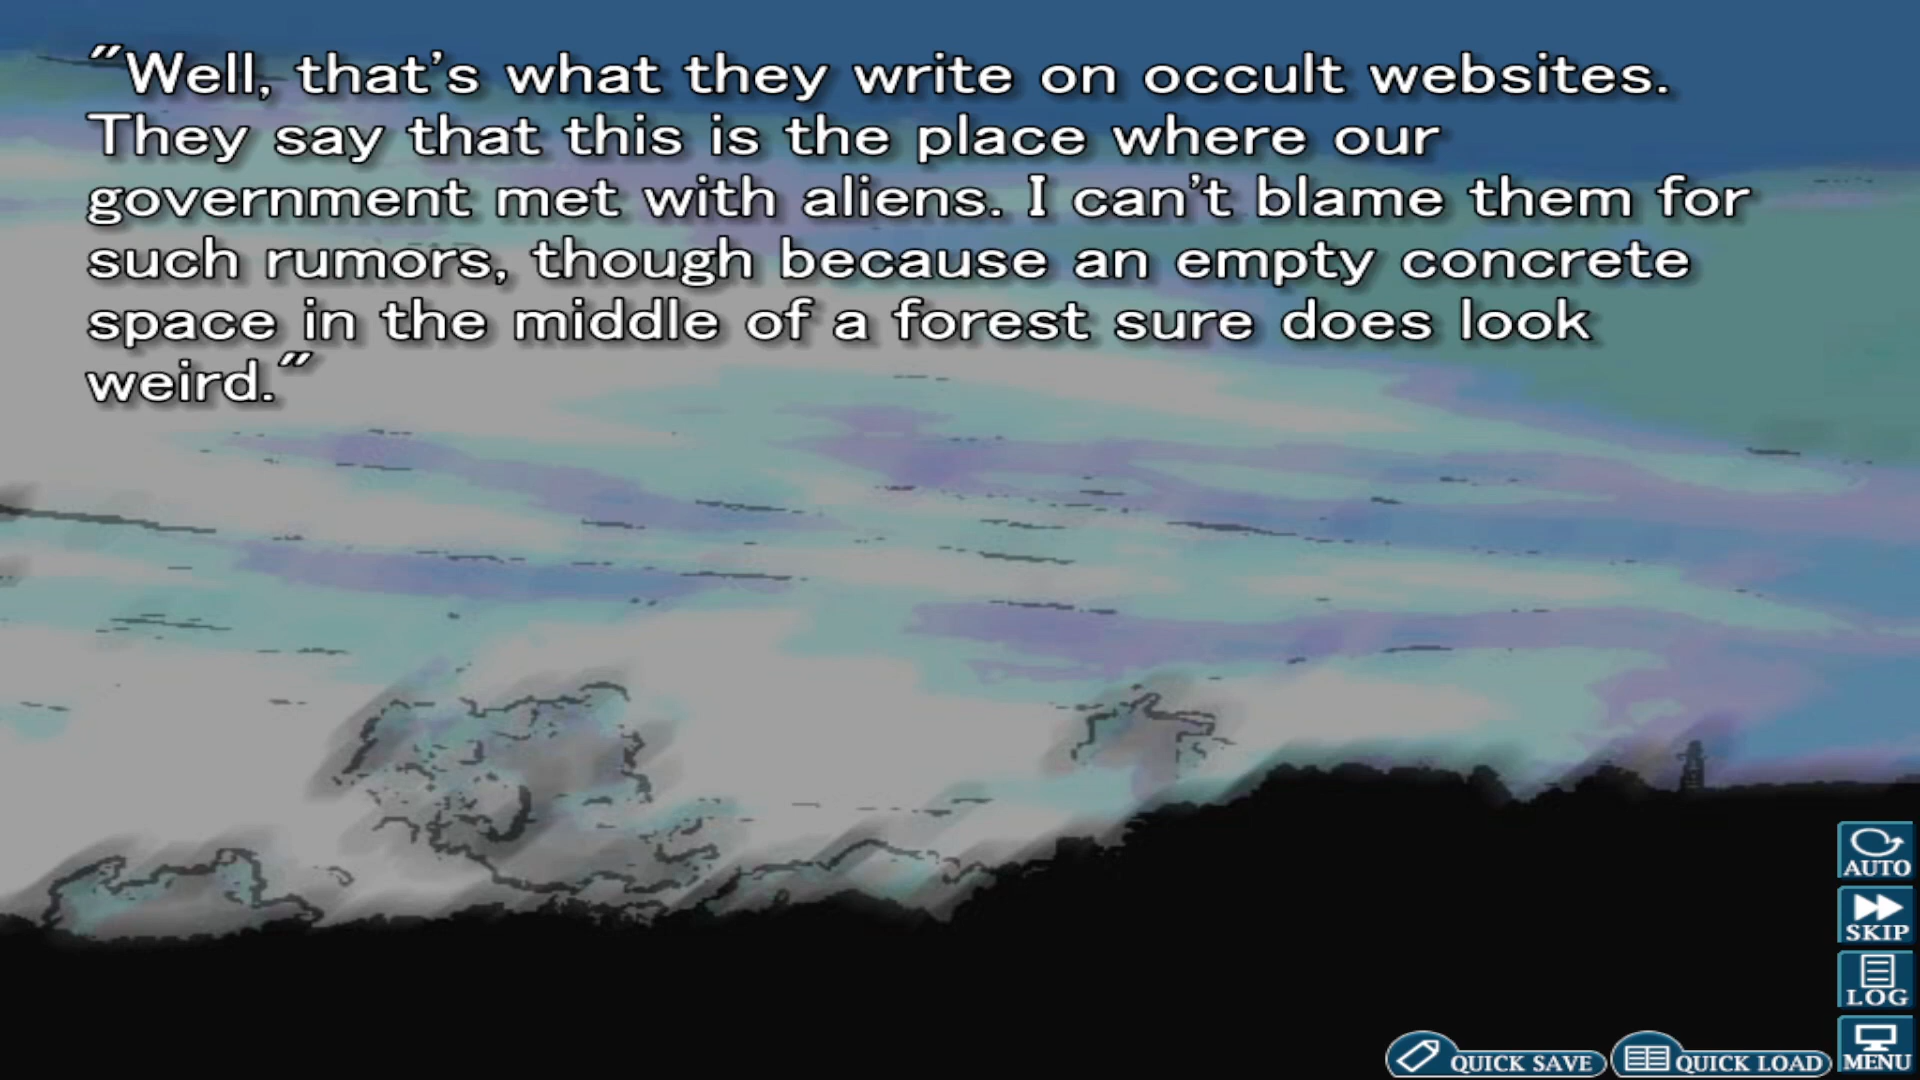 "Well, that's what they write on occult websites.
They say that this is the place where our
government met with aliens. I can't blame them for
such rumors, though because an empty concrete
space in the middle of a forest sure does look
weird."
AUTO
SKIP
LOG
MENU
QUICK SAVE
QUICK LOAD